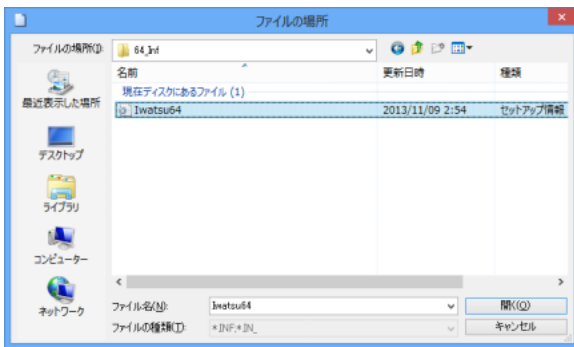 ファイルの場所
ファイルの場所(I):
64_Inf
名前
更新日時
種類
現在ディスクにあるファイル (1)
Iwatsu64
2013/11/09 2:54
セットアップ情報
最近表示した場所
デスクトップ
ライブラリ
コンピューター
ネットワーク
ファイル名(N):
Iwatsu64
開く(O)
ファイルの種類(T):
*.INF;*.IN_
キャンセル